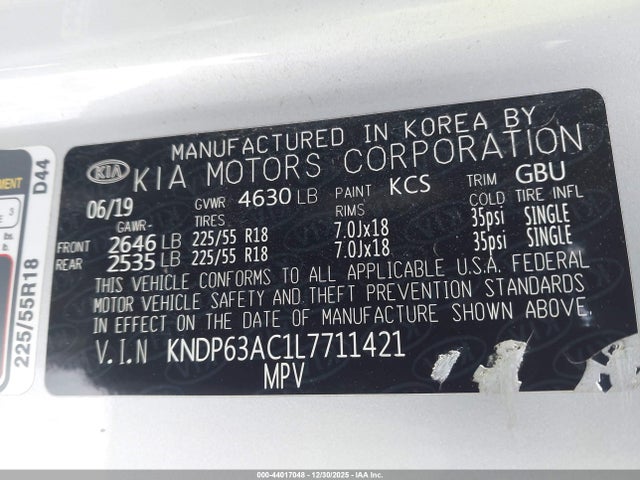 MANUFACTURED IN KOREA BY
KIA KIA MOTORS CORPORATION
06/19 GVWR 4630 LB PAINT KCS TRIM GBU
GAWR- TIRES RIMS COLD TIRE INFL
FRONT 2646 LB 225/55 R18 7.0Jx18 35psi SINGLE
REAR 2535 LB 225/55 R18 7.0Jx18 35psi SINGLE
THIS VEHICLE CONFORMS TO ALL APPLICABLE U.S.A. FEDERAL
MOTOR VEHICLE SAFETY AND THEFT PREVENTION STANDARDS
IN EFFECT ON THE DATE OF MANUFACTURE SHOWN ABOVE.
V.I.N KNDP63AC1L7711421
MPV
D44
225/55R18
000-44017048 - 12/30/2025 - IAA.